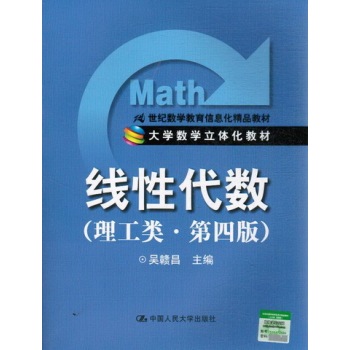 Math
21世纪数学教育信息化精品教材
大学数学立体化教材
线性代数
(理工类·第四版)
⊙吴赣昌 主编
中国人民大学出版社